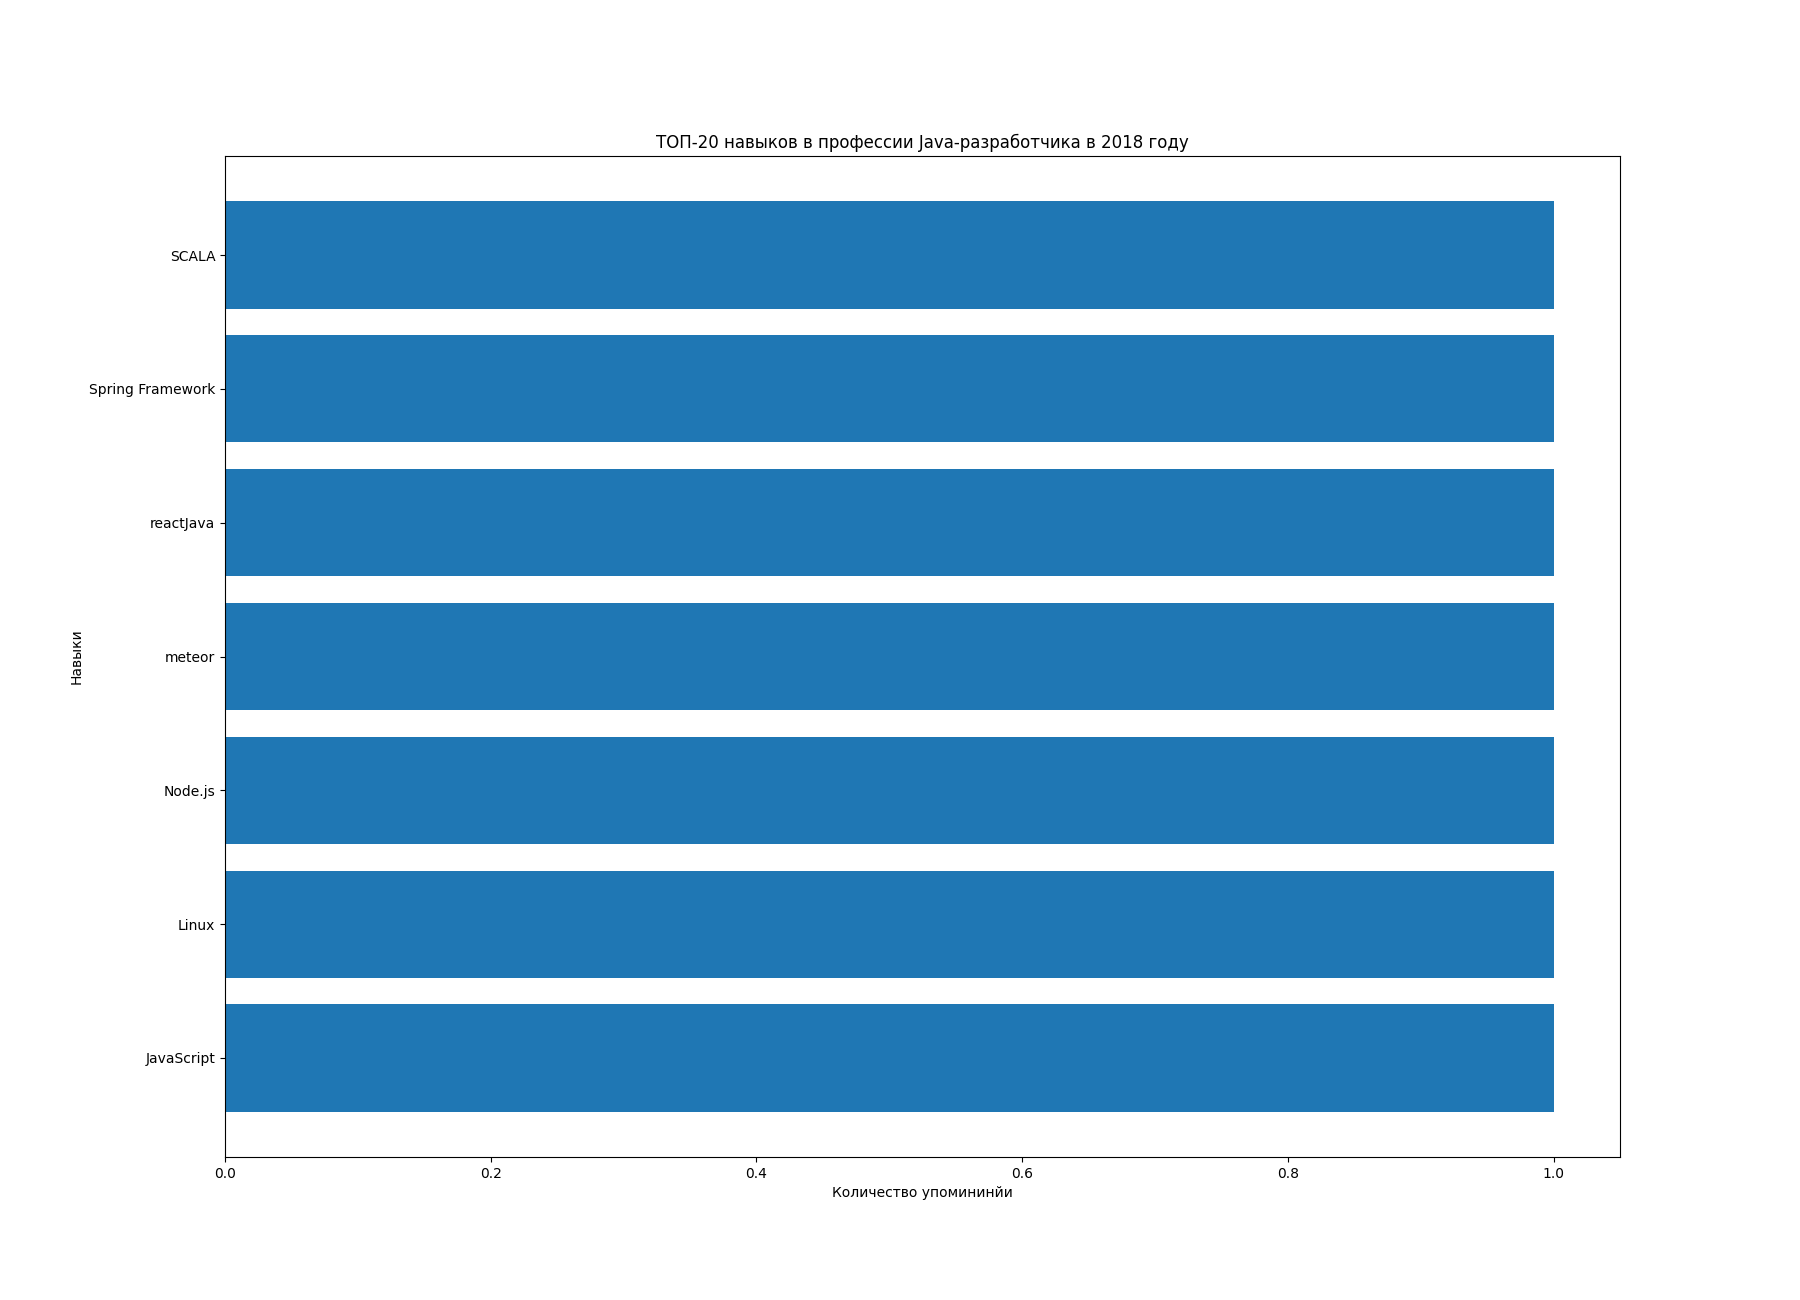 ТОП-20 навыков в профессии Java-разработчика в 2018 году
SCALA
Spring Framework
reactJava
meteor
Node.js
Linux
JavaScript
Навыки
0.0 0.2 0.4 0.6 0.8 1.0
Количество упомининйи